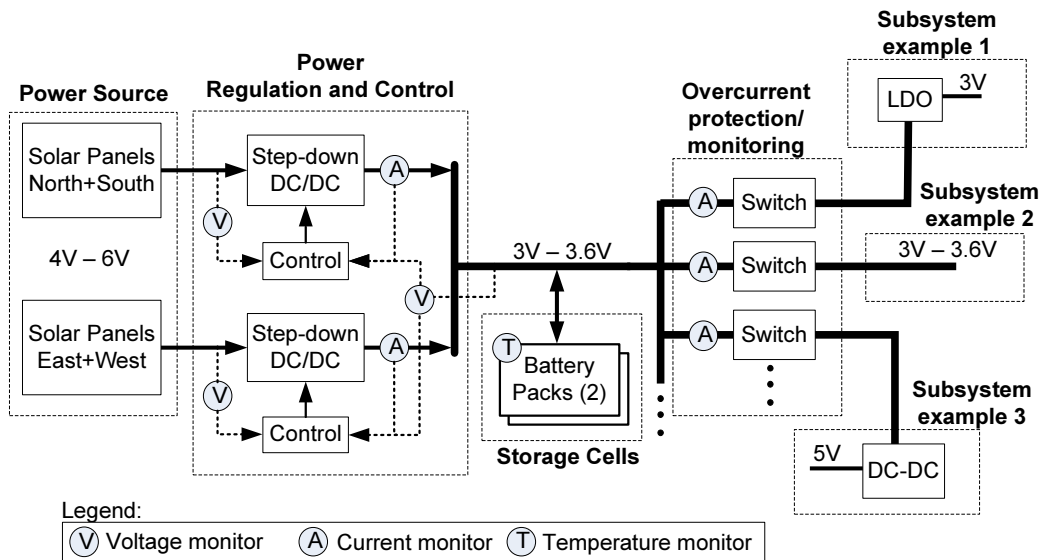 Power Source
Solar Panels
North+South
4V – 6V
Solar Panels
East+West
Power
Regulation and Control
Step-down
DC/DC
A
V
Control
V
Step-down
DC/DC
A
V
Control
3V – 3.6V
T
Battery
Packs (2)
Storage Cells
Overcurrent
protection/
monitoring
A
Switch
A
Switch
A
Switch
Subsystem
example 1
LDO
3V
Subsystem
example 2
3V – 3.6V
Subsystem
example 3
5V
DC-DC
Legend:
V Voltage monitor
A Current monitor
T Temperature monitor